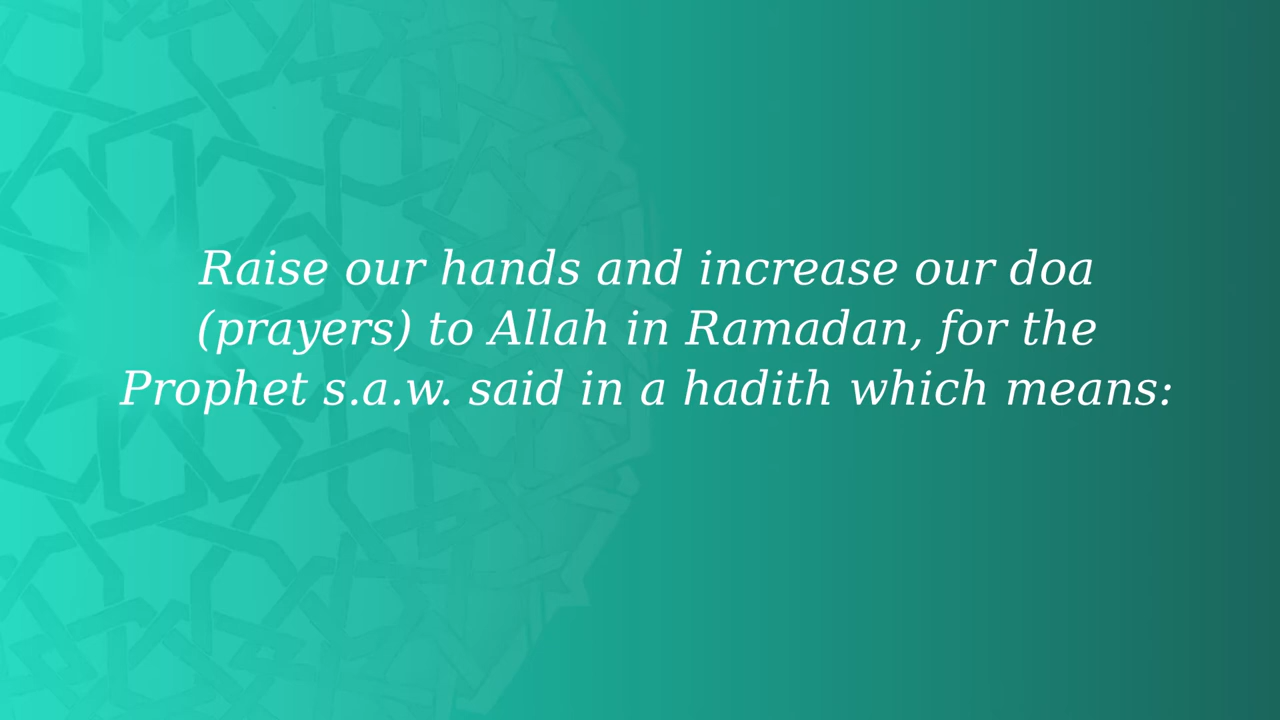 Raise our hands and increase our doa
(prayers) to Allah in Ramadan, for the
Prophet s.a.w. said in a hadith which means: